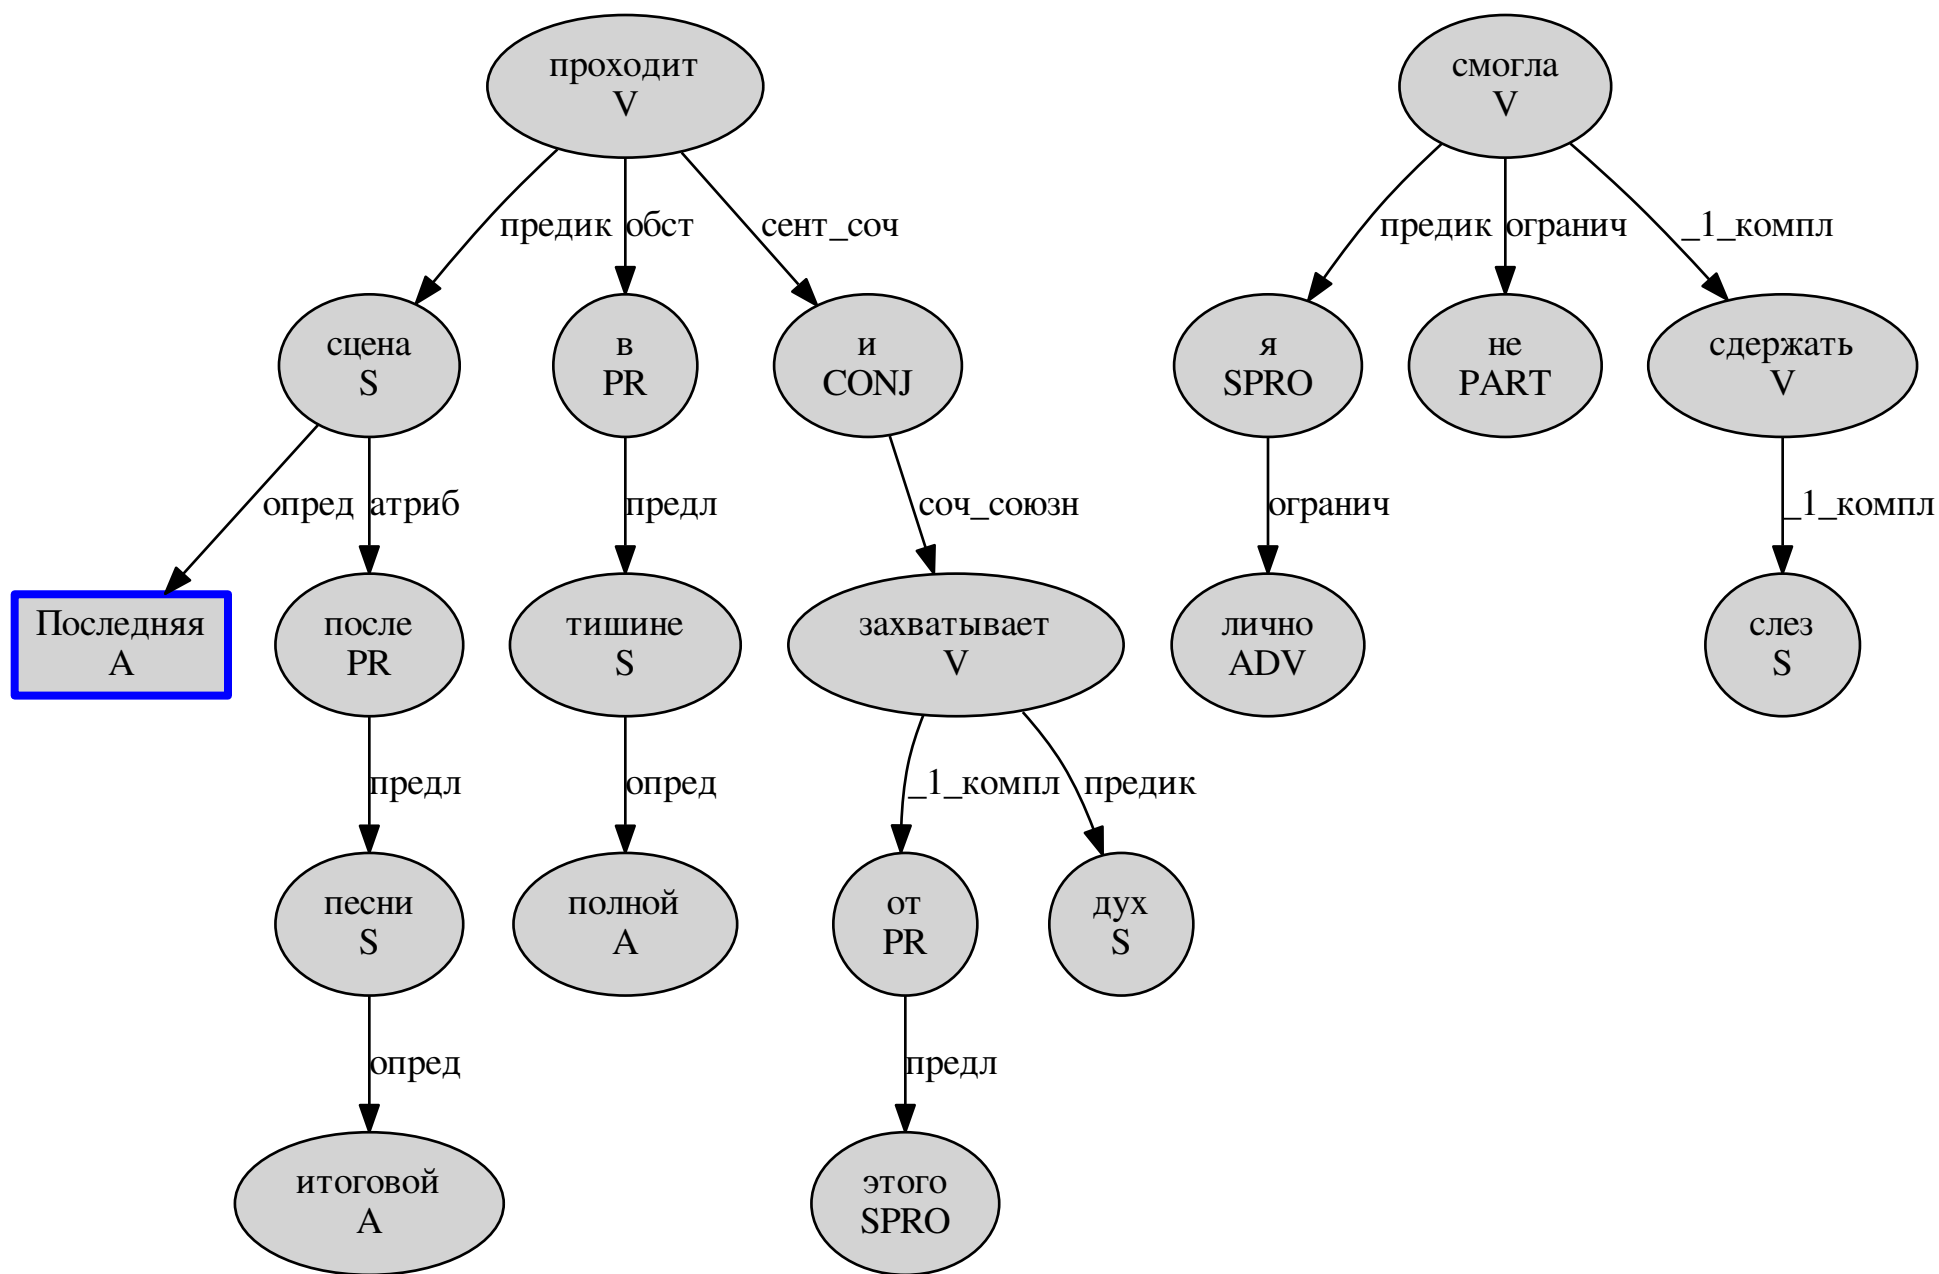 проходит
V
смогла
V
предик
обст
сент_соч
предик
огранич
_1_компл
сцена
S
в
PR
и
CONJ
я
SPRO
не
PART
сдержать
V
опред
атриб
предл
соч_союзн
огранич
_1_компл
Последняя
A
после
PR
тишине
S
захватывает
V
лично
ADV
слез
S
предл
опред
_1_компл
предик
песни
S
полной
A
от
PR
дух
S
опред
предл
итоговой
A
этого
SPRO